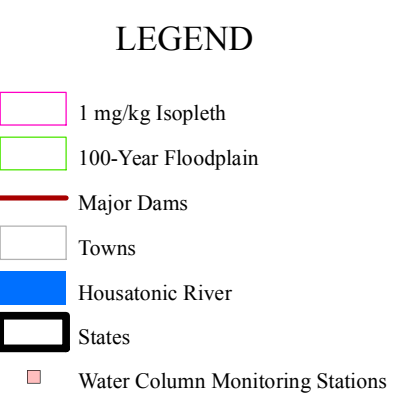 LEGEND
1 mg/kg Isopleth
100-Year Floodplain
Major Dams
Towns
Housatonic River
States
Water Column Monitoring Stations